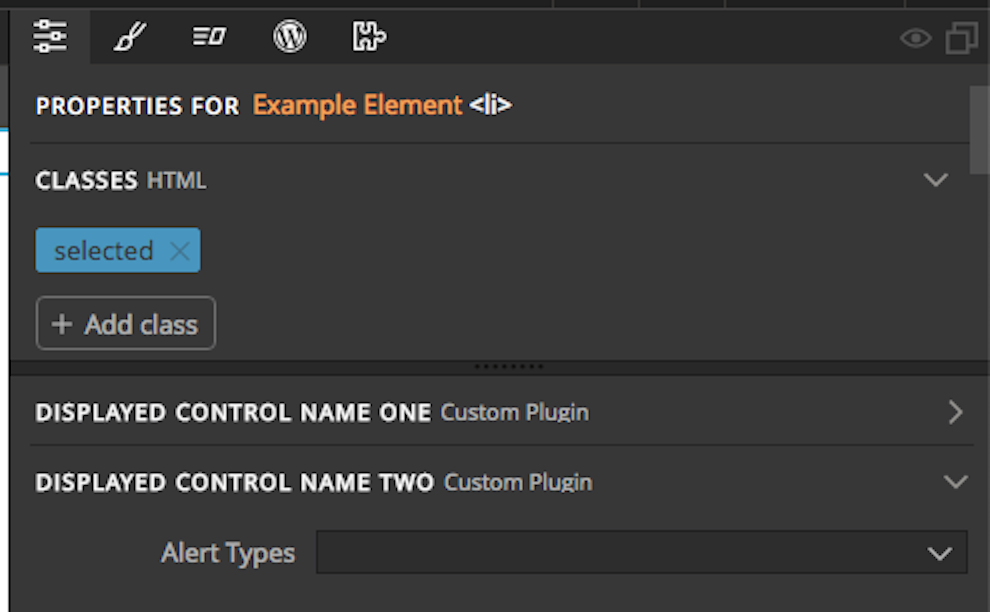 PROPERTIES FOR Example Element <li>
CLASSES HTML
selected
+ Add class
DISPLAYED CONTROL NAME ONE Custom Plugin
DISPLAYED CONTROL NAME TWO Custom Plugin
Alert Types